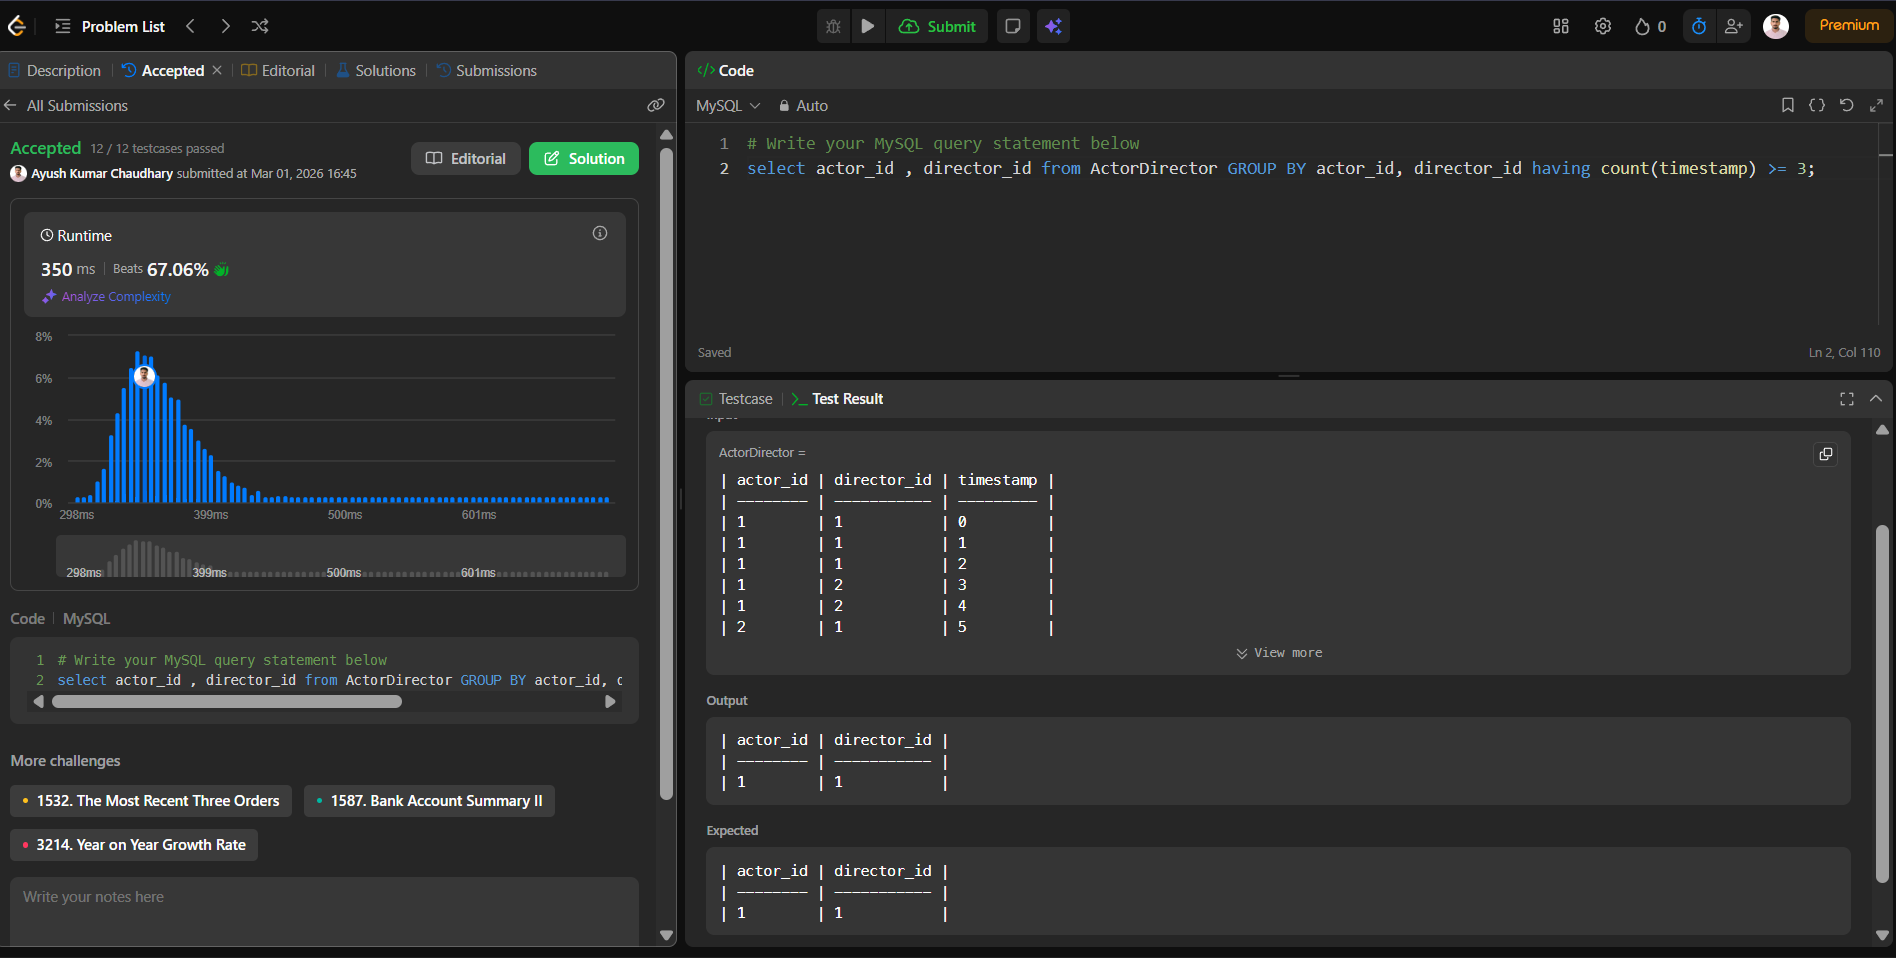 Problem List
Submit
0
Premium
Description
Accepted
Editorial
Solutions
Submissions
All Submissions
Accepted 12 / 12 testcases passed
Ayush Kumar Chaudhary submitted at Mar 01, 2026 16:45
Editorial
Solution
Runtime
350 ms | Beats 67.06%
Analyze Complexity
8%
6%
4%
2%
0%
298ms 399ms 500ms 601ms
298ms 399ms 500ms 601ms
Code | MySQL
1 # Write your MySQL query statement below
2 select actor_id , director_id from ActorDirector GROUP BY actor_id, d
More challenges
1532. The Most Recent Three Orders
1587. Bank Account Summary II
3214. Year on Year Growth Rate
Write your notes here
</> Code
MySQL
Auto
1 # Write your MySQL query statement below
2 select actor_id , director_id from ActorDirector GROUP BY actor_id, director_id having count(timestamp) >= 3;
Saved
Ln 2, Col 110
Testcase
>_ Test Result
Input
ActorDirector =
| actor_id | director_id | timestamp |
| -------- | ----------- | --------- |
| 1 | 1 | 0 |
| 1 | 1 | 1 |
| 1 | 1 | 2 |
| 1 | 2 | 3 |
| 1 | 2 | 4 |
| 2 | 1 | 5 |
View more
Output
| actor_id | director_id |
| -------- | ----------- |
| 1 | 1 |
Expected
| actor_id | director_id |
| -------- | ----------- |
| 1 | 1 |